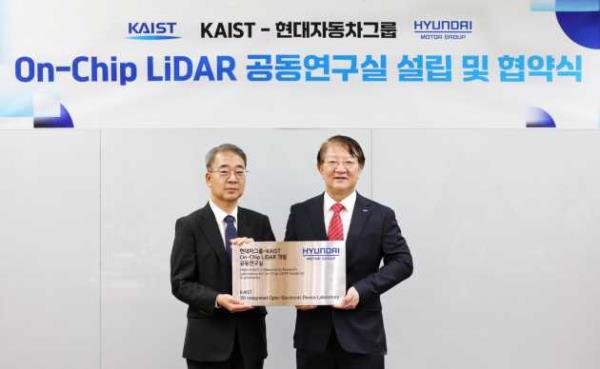 KAIST KAIST - 현대자동차그룹 HYUNDAI
MOTOR GROUP
On-Chip LiDAR 공동연구실 설립 및 협약식
현대차그룹-KAIST
On-Chip LiDAR 개발
공동연구실
HYUNDAI
MOTOR GROUP
KAIST
3D Integrated Opto-Electronic Device Laboratory